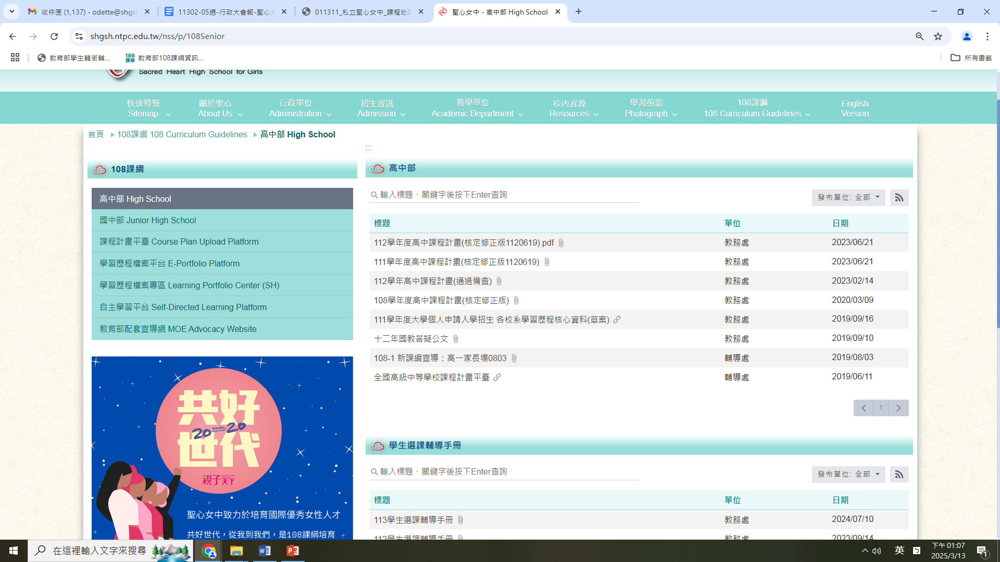 收件匣 (1,137) - odette@shgs
11302-05週-行政大會報-聖心女
011311_私立聖心女中_課程地
聖心女中 - 高中部 High School
shgsh.ntpc.edu.tw/nss/p/108Senior
教育部學生轉銜輔...
108課綱
教育部108課綱資訊...
所有書籤
Sacred Heart High School for Girls
快速導覽 Sitemap
關於聖心 About Us
行政單位 Administration
招生資訊 Admission
教學單位 Academic Department
校內資源 Resources
學習剪影 Photograph
108課綱 108 Curriculum Guidelines
English Version
首頁 108課綱 108 Curriculum Guidelines 高中部 High School
:::
108課綱
高中部 High School
國中部 Junior High School
課程計畫平臺 Course Plan Upload Platform
學習歷程檔案平台 E-Portfolio Platform
學習歷程檔案專區 Learning Portfolio Center (SH)
自主學習平台 Self-Directed Learning Platform
教育部配套宣導網 MOE Advocacy Website
共好
20 under 20
世代
親子天下
聖心女中致力於培育國際優秀女性人才
共好世代，從我到我們，是108課綱培育
高中部
輸入標題、關鍵字後按下Enter查詢
發布單位: 全部
標題 單位 日期
112學年度高中課程計畫(核定修正版1120619).pdf 教務處 2023/06/21
111學年度高中課程計畫(核定修正版1120619) 教務處 2023/06/21
112學年高中課程計畫(通過備查) 教務處 2023/02/14
108學年度高中課程計畫(核定修正版) 教務處 2020/03/09
111學年度大學個人申請入學招生 各校系學習歷程核心資料(草案) 教務處 2019/09/16
十二年國教答疑公文 教務處 2019/09/10
108-1 新課綱宣導：高一家長場0803 輔導處 2019/08/03
全國高級中等學校課程計畫平臺 輔導處 2019/06/11
1
學生選課輔導手冊
輸入標題、關鍵字後按下Enter查詢
發布單位: 全部
標題 單位 日期
113學生選課輔導手冊 教務處 2024/07/10
112學生選課輔導手冊 教務處 2023/09/14
在這裡輸入文字來搜尋
英
下午 01:07
2025/3/13
1